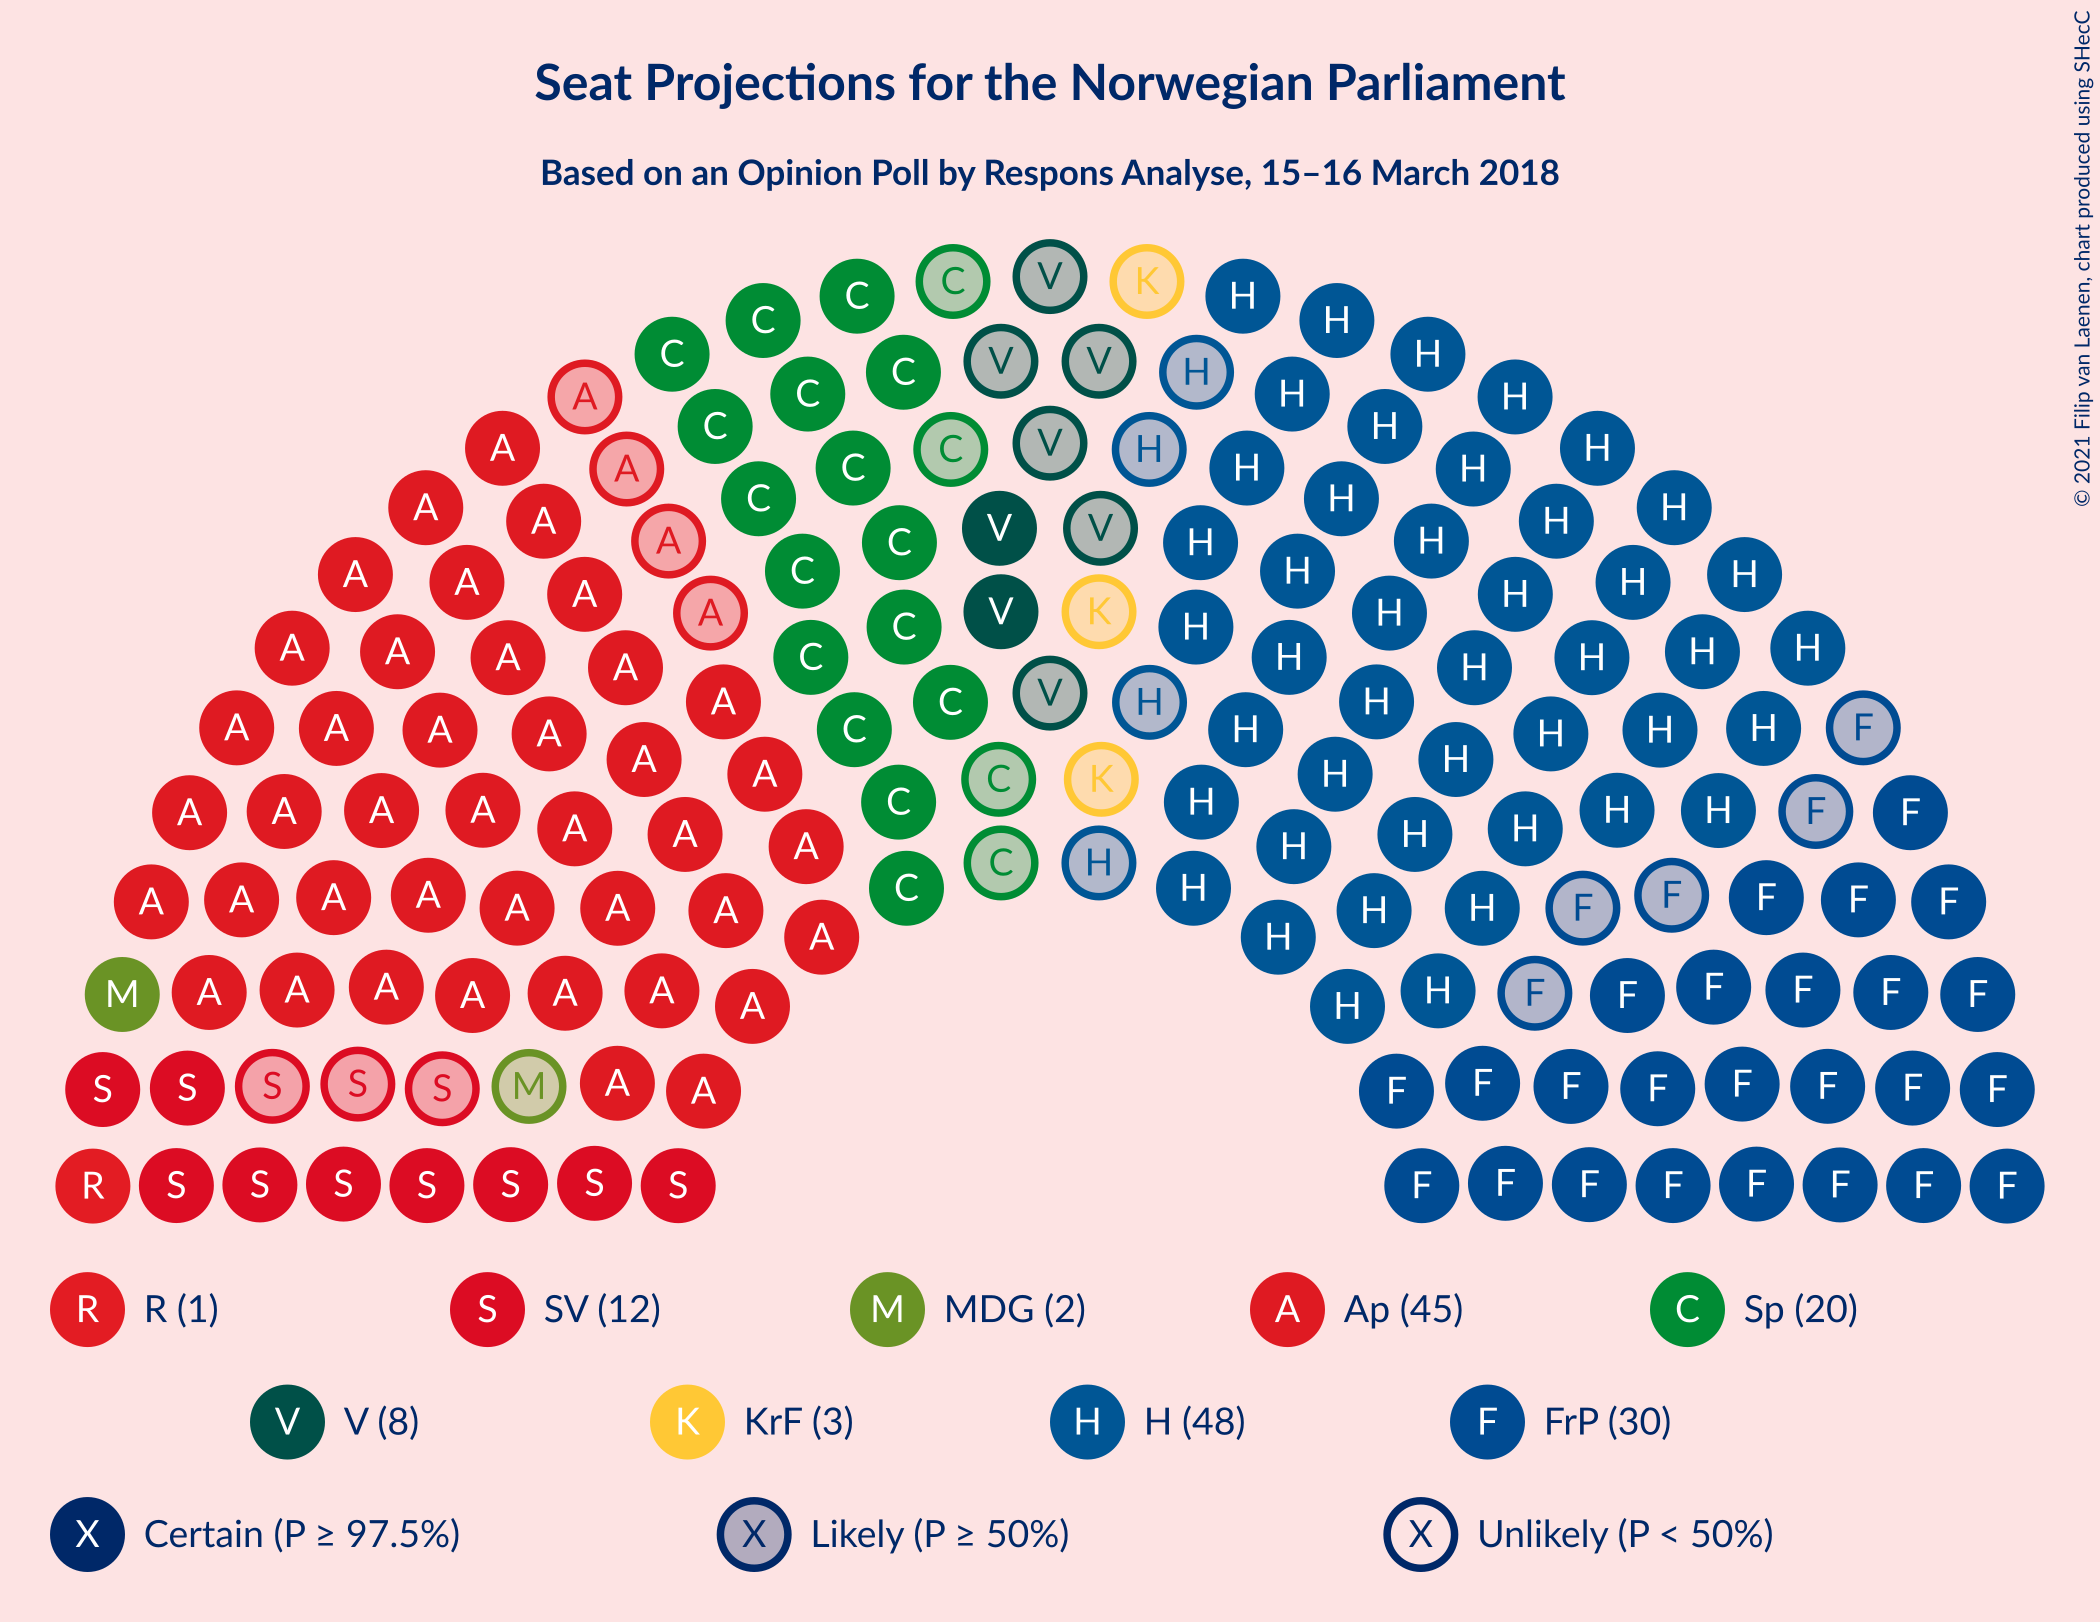 Seat Projections for the Norwegian Parliament
Based on an Opinion Poll by Respons Analyse, 15–16 March 2018
© 2021 Filip van Laenen, chart produced using SHecC
C C C C V K H H H
A C C C C V V H H H H H
A A A C C C C V H H H H H H
A A A A C C C V V H H H H H H
A A A A A C C C V K H H H H H H H
A A A A A A C C C V H H H H H H H H F
A A A A A A A A C C K H H H H H H H F F
A A A A A A A A C C H H H H H F F F F F
M A A A A A A A H H F F F F F F
S S S S S M A A F F F F F F F F
R S S S S S S S F F F F F F F F
R R (1) S SV (12) M MDG (2) A Ap (45) C Sp (20)
V V (8) K KrF (3) H H (48) F FrP (30)
X Certain (P ≥ 97.5%) X Likely (P ≥ 50%) X Unlikely (P < 50%)